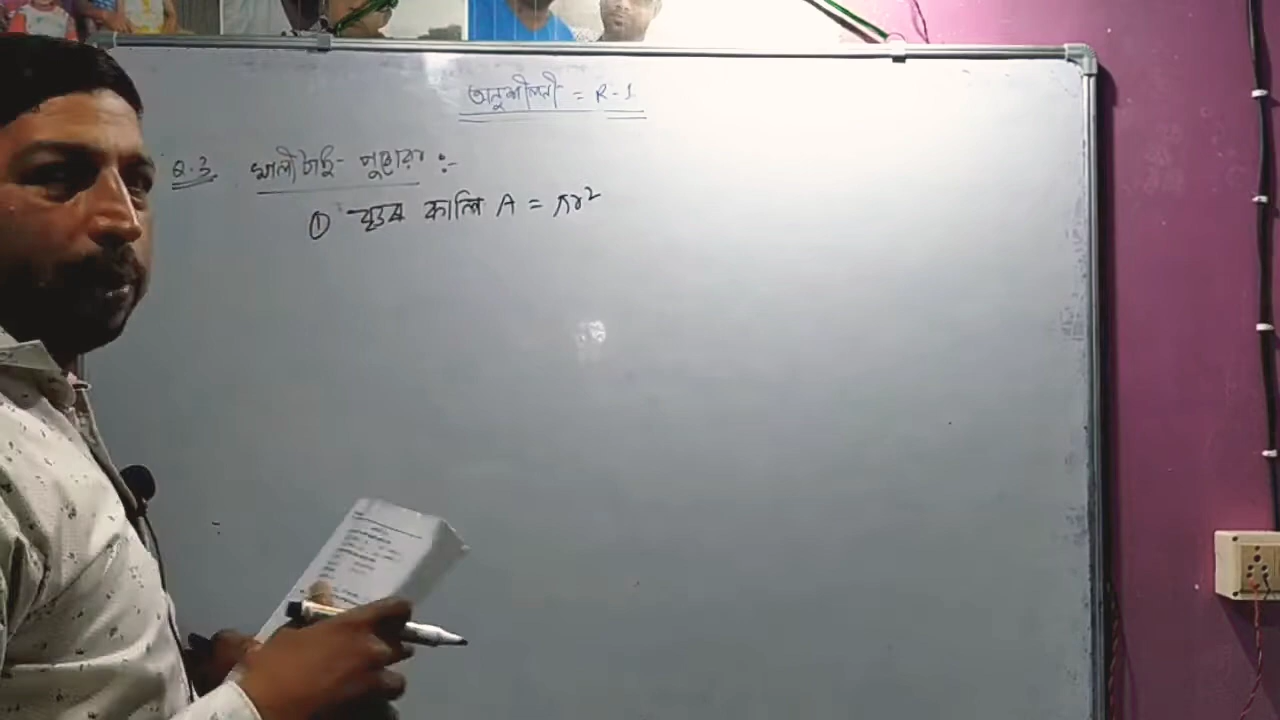 অনুশীলনী = R-1
Q.3. খালী ঠাই পুৰোৱা :-
① বৃত্তৰ কালি A = πr²